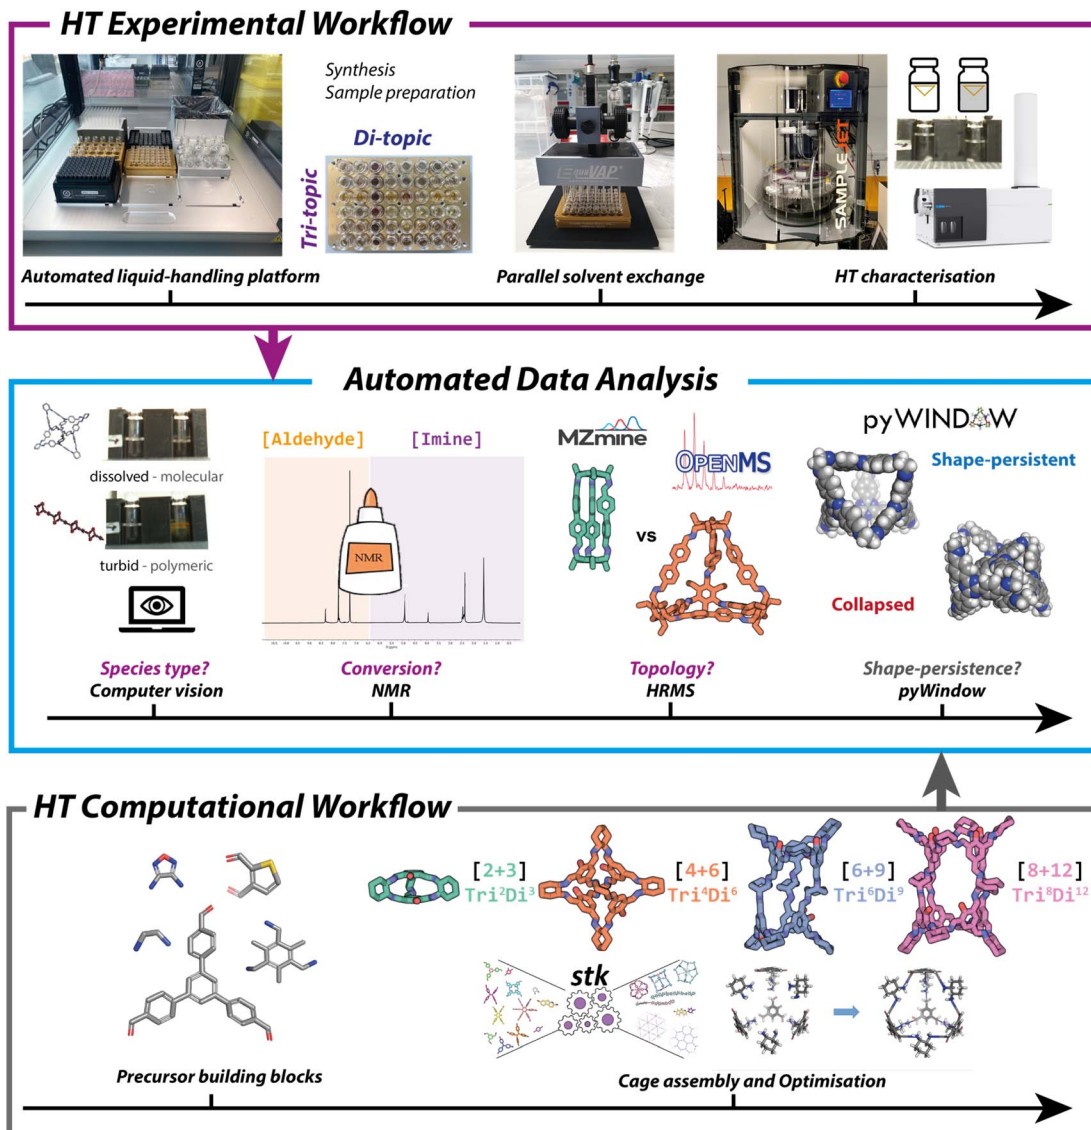 HT Experimental Workflow
Synthesis
Sample preparation
Di-topic
Tri-topic
EquaVAP
SAMPLE JET
Automated liquid-handling platform
Parallel solvent exchange
HT characterisation
Automated Data Analysis
[Aldehyde]
[Imine]
MZmine
OPENMS
pyWINDOW
Shape-persistent
dissolved - molecular
NMR
vs
turbid - polymeric
Collapsed
Species type?
Computer vision
Conversion?
NMR
Topology?
HRMS
Shape-persistence?
pyWindow
HT Computational Workflow
[2+3]
Tri²Di³
[4+6]
Tri⁴Di⁶
[6+9]
Tri⁶Di⁹
[8+12]
Tri⁸Di¹²
stk
Precursor building blocks
Cage assembly and Optimisation